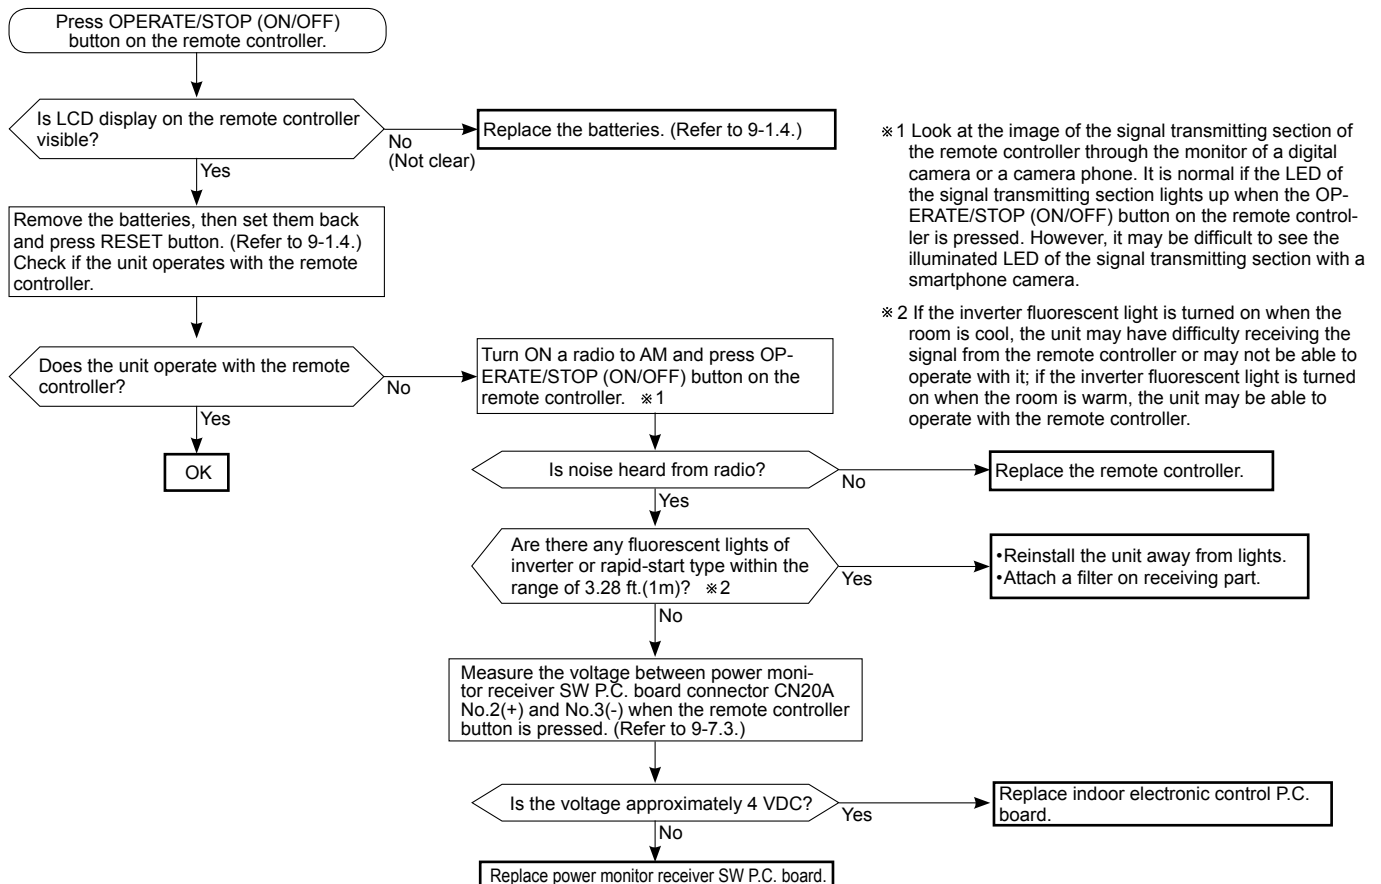 Press OPERATE/STOP (ON/OFF)
button on the remote controller.
Is LCD display on the remote controller
visible?
No
(Not clear)
Replace the batteries. (Refer to 9-1.4.)
Yes
Remove the batteries, then set them back
and press RESET button. (Refer to 9-1.4.)
Check if the unit operates with the remote
controller.
Does the unit operate with the remote
controller?
No
Yes
OK
Turn ON a radio to AM and press OP-
ERATE/STOP (ON/OFF) button on the
remote controller. ※1
Is noise heard from radio?
No
Replace the remote controller.
Yes
Are there any fluorescent lights of
inverter or rapid-start type within the
range of 3.28 ft.(1m)? ※2
Yes
•Reinstall the unit away from lights.
•Attach a filter on receiving part.
No
Measure the voltage between power moni-
tor receiver SW P.C. board connector CN20A
No.2(+) and No.3(-) when the remote controller
button is pressed. (Refer to 9-7.3.)
Is the voltage approximately 4 VDC?
Yes
Replace indoor electronic control P.C.
board.
No
Replace power monitor receiver SW P.C. board.
※1 Look at the image of the signal transmitting section of
the remote controller through the monitor of a digital
camera or a camera phone. It is normal if the LED of
the signal transmitting section lights up when the OP-
ERATE/STOP (ON/OFF) button on the remote control-
ler is pressed. However, it may be difficult to see the
illuminated LED of the signal transmitting section with a
smartphone camera.
※2 If the inverter fluorescent light is turned on when the
room is cool, the unit may have difficulty receiving the
signal from the remote controller or may not be able to
operate with it; if the inverter fluorescent light is turned
on when the room is warm, the unit may be able to
operate with the remote controller.